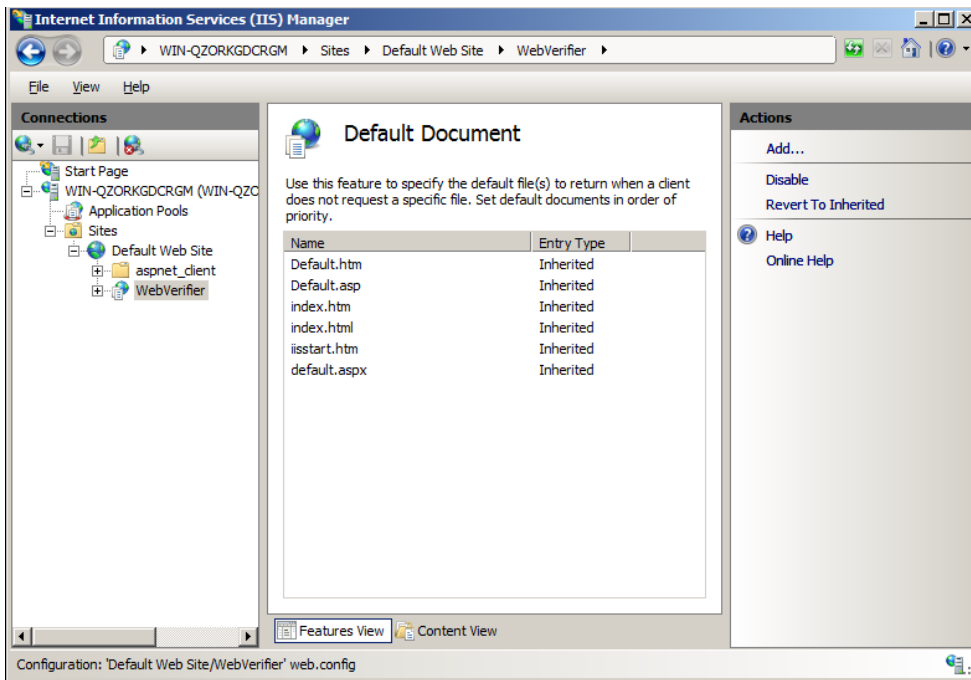 Internet Information Services (IIS) Manager
WIN-QZORKGDCRGM Sites Default Web Site WebVerifier
File View Help
Connections
Start Page
WIN-QZORKGDCRGM (WIN-QZO
Application Pools
Sites
Default Web Site
aspnet_client
WebVerifier
Default Document
Use this feature to specify the default file(s) to return when a client
does not request a specific file. Set default documents in order of
priority.
Name Entry Type
Default.htm Inherited
Default.asp Inherited
index.htm Inherited
index.html Inherited
iisstart.htm Inherited
default.aspx Inherited
Features View Content View
Actions
Add...
Disable
Revert To Inherited
Help
Online Help
Configuration: 'Default Web Site/WebVerifier' web.config